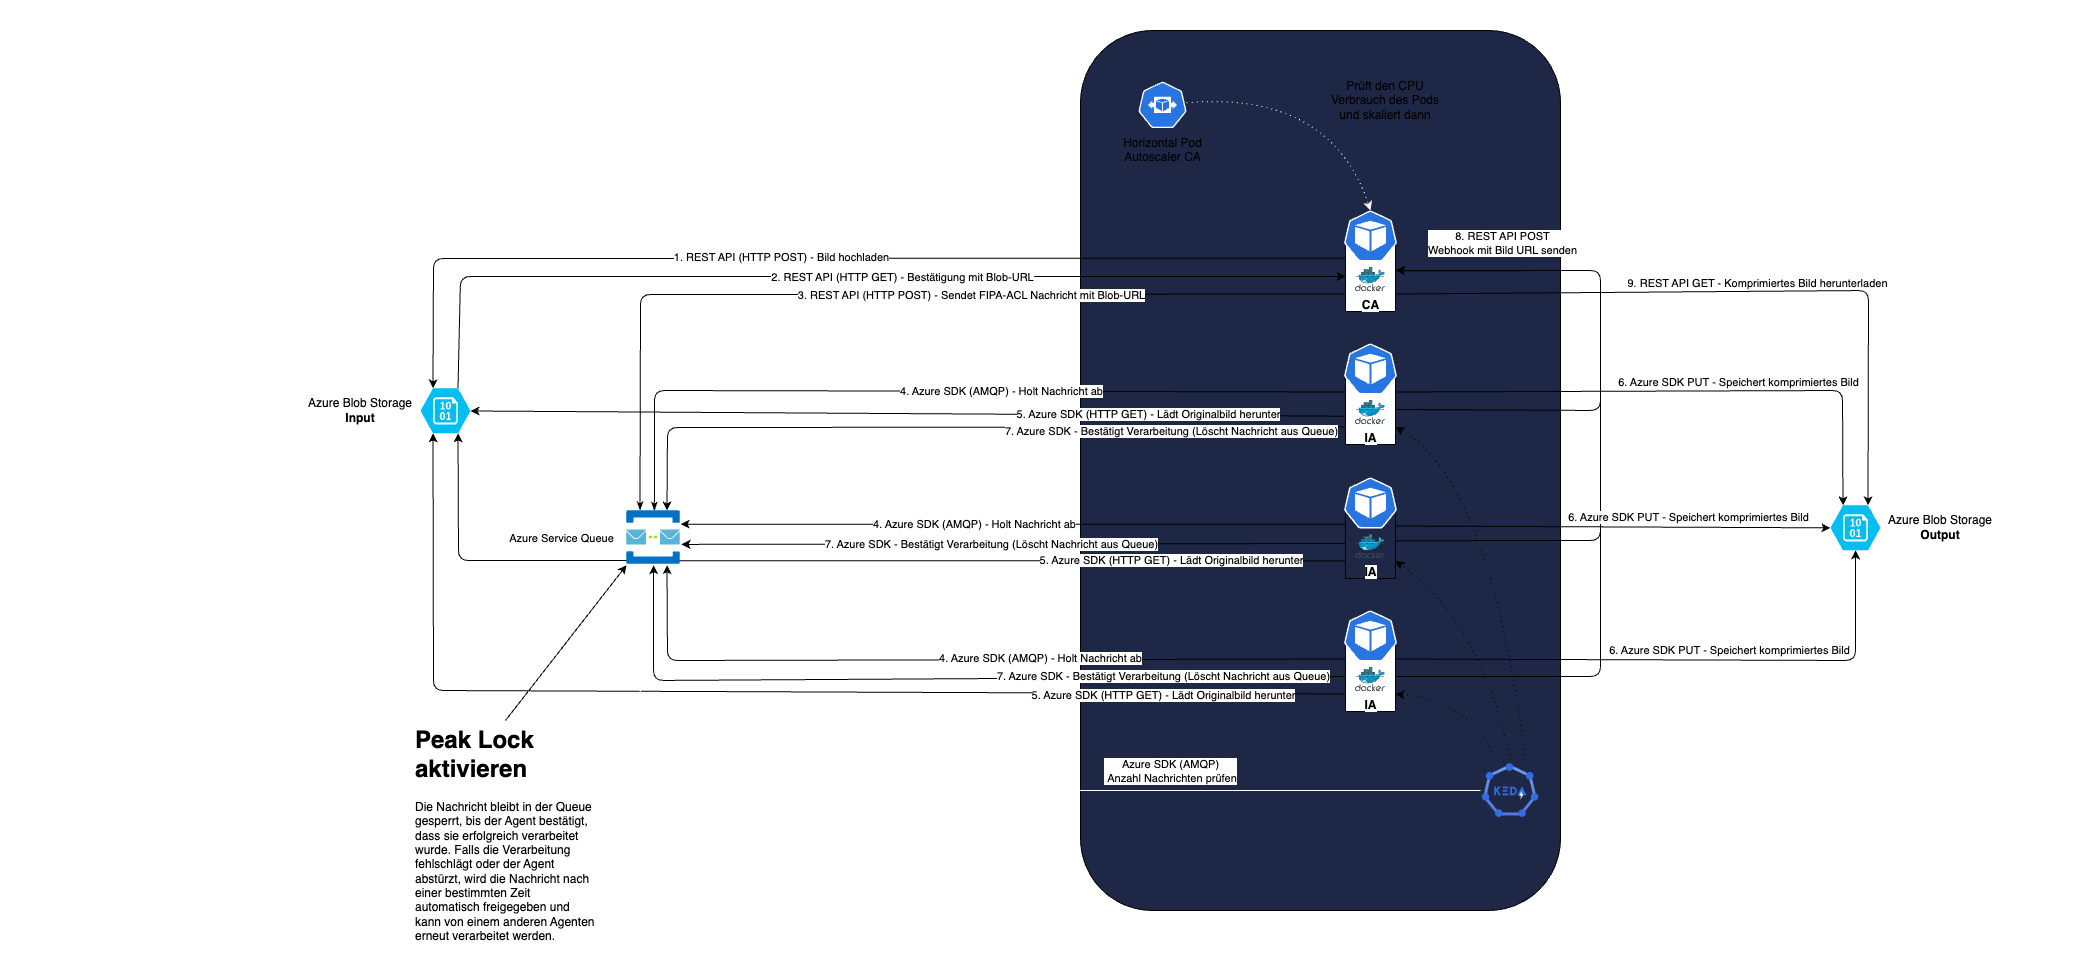 Prüft den CPU
Verbrauch des Pods
und skaliert dann
Horizontal Pod
Autoscaler CA
8. REST API POST
Webhook mit Bild URL senden
1. REST API (HTTP POST) - Bild hochladen
2. REST API (HTTP GET) - Bestätigung mit Blob-URL
3. REST API (HTTP POST) - Sendet FIPA-ACL Nachricht mit Blob-URL
docker
CA
9. REST API GET - Komprimiertes Bild herunterladen
4. Azure SDK (AMQP) - Holt Nachricht ab
6. Azure SDK PUT - Speichert komprimiertes Bild
Azure Blob Storage
Input
10
01
5. Azure SDK (HTTP GET) - Lädt Originalbild herunter
7. Azure SDK - Bestätigt Verarbeitung (Löscht Nachricht aus Queue)
docker
IA
4. Azure SDK (AMQP) - Holt Nachricht ab
6. Azure SDK PUT - Speichert komprimiertes Bild
Azure Service Queue
7. Azure SDK - Bestätigt Verarbeitung (Löscht Nachricht aus Queue)
5. Azure SDK (HTTP GET) - Lädt Originalbild herunter
docker
IA
10
01
Azure Blob Storage
Output
4. Azure SDK (AMQP) - Holt Nachricht ab
6. Azure SDK PUT - Speichert komprimiertes Bild
7. Azure SDK - Bestätigt Verarbeitung (Löscht Nachricht aus Queue)
5. Azure SDK (HTTP GET) - Lädt Originalbild herunter
docker
IA
Peak Lock
aktivieren
Azure SDK (AMQP)
Anzahl Nachrichten prüfen
KEDA
Die Nachricht bleibt in der Queue
gesperrt, bis der Agent bestätigt,
dass sie erfolgreich verarbeitet
wurde. Falls die Verarbeitung
fehlschlägt oder der Agent
abstürzt, wird die Nachricht nach
einer bestimmten Zeit
automatisch freigegeben und
kann von einem anderen Agenten
erneut verarbeitet werden.